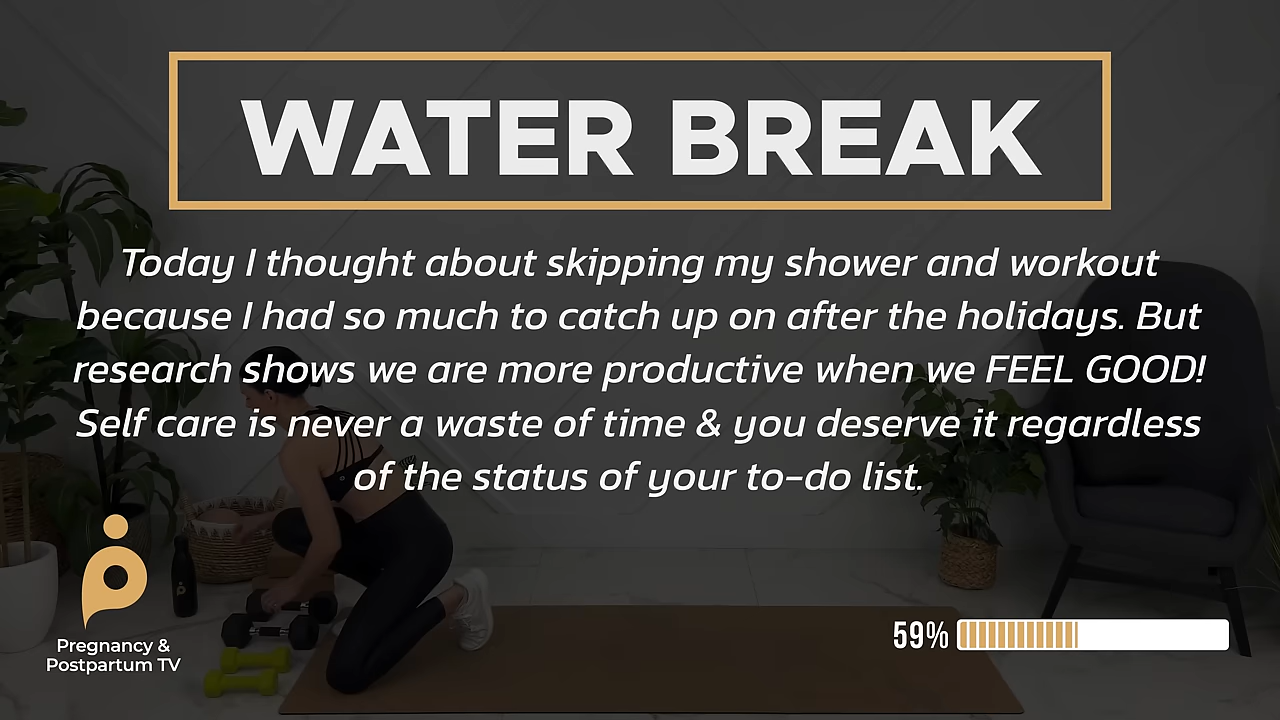 WATER BREAK
Today I thought about skipping my shower and workout
because I had so much to catch up on after the holidays. But
research shows we are more productive when we FEEL GOOD!
Self care is never a waste of time & you deserve it regardless
of the status of your to-do list.
Pregnancy &
Postpartum TV
59%